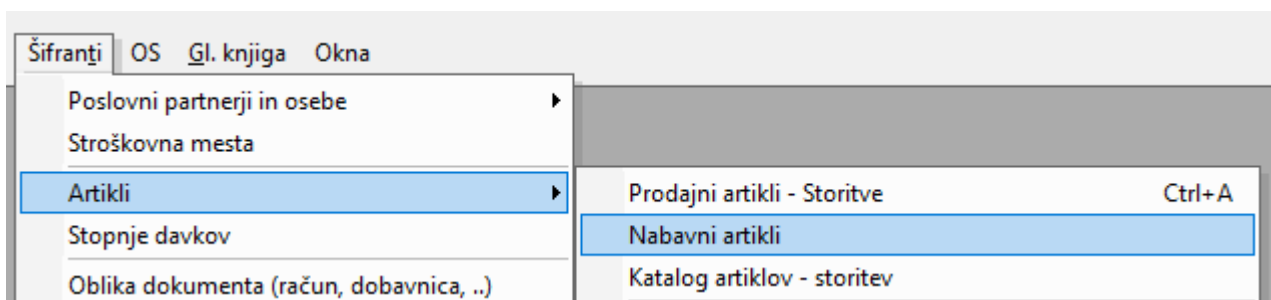 Šifranti OS Gl. knjiga Okna
Poslovni partnerji in osebe
Stroškovna mesta
Artikli
Stopnje davkov
Oblika dokumenta (račun, dobavnica, ..)
Prodajni artikli - Storitve Ctrl+A
Nabavni artikli
Katalog artiklov - storitev